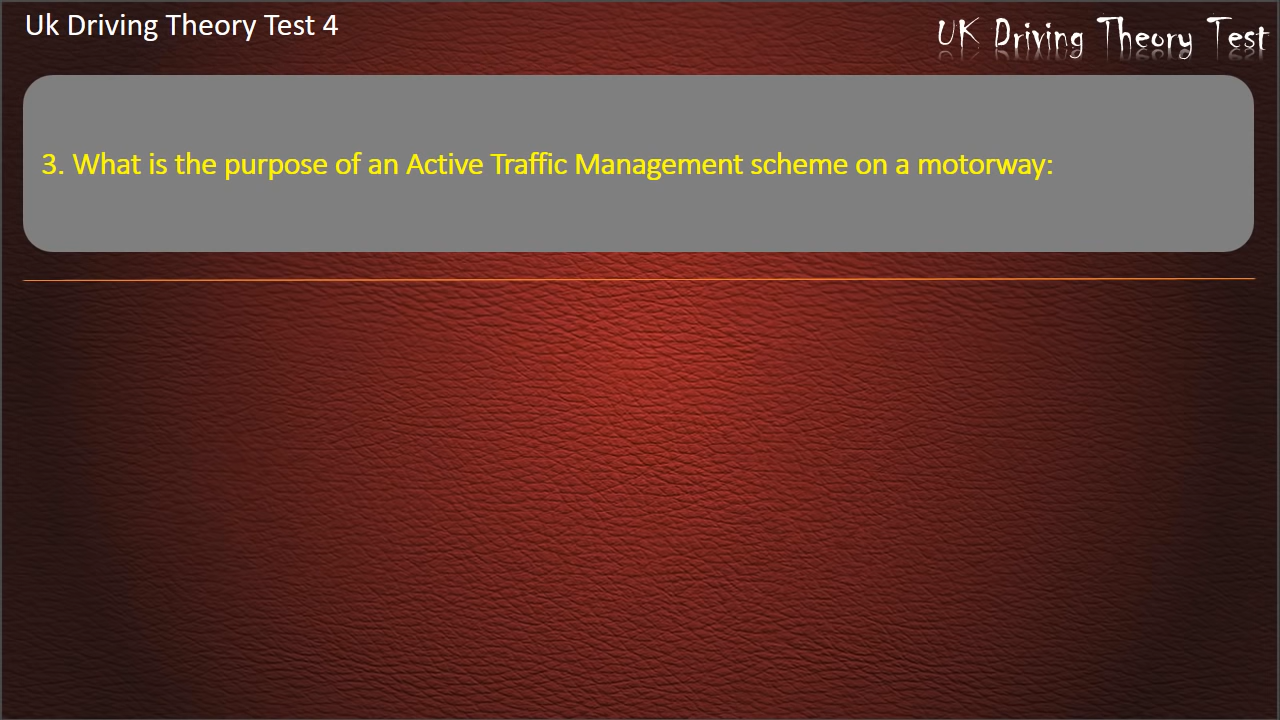 Uk Driving Theory Test 4
UK Driving Theory Test
3. What is the purpose of an Active Traffic Management scheme on a motorway: